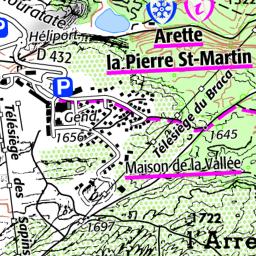 Héliport
D 432
i
Arette
la Pierre St-Martin
P
Gend
1656
Télésiège du Braca
1645
Maison de la Vallée
Télésiège
des
Sapins
1697
1722
l'Arre